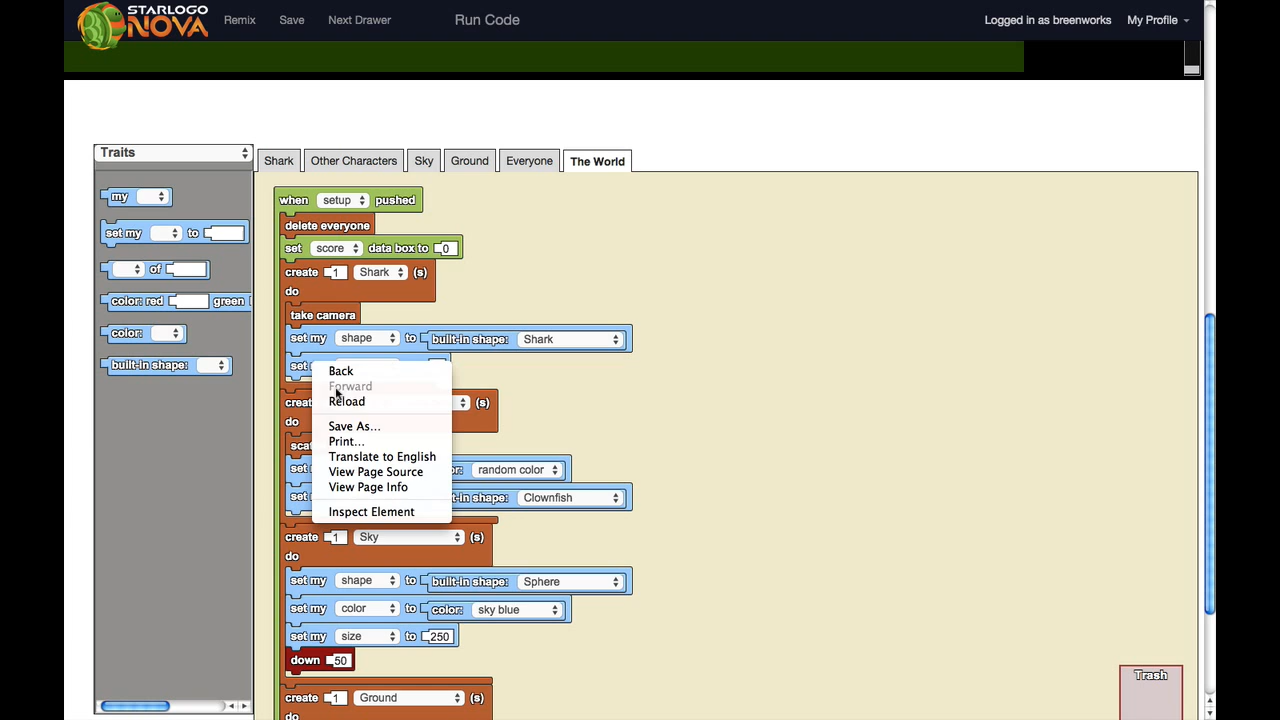 STARLOGO
NOVA
Remix Save Next Drawer Run Code Logged in as breenworks My Profile
Traits
Shark Other Characters Sky Ground Everyone The World
my
set my to
of
color: red green
color:
built-in shape:
when setup pushed
delete everyone
set score data box to 0
create 1 Shark (s)
do
take camera
set my shape to built-in shape: Shark
set
(s)
do
random color
Clownfish
Back
Forward
Reload
Save As...
Print...
Translate to English
View Page Source
View Page Info
Inspect Element
create 1 Sky (s)
do
set my shape to built-in shape: Sphere
set my color to color: sky blue
set my size to 250
down 50
create 1 Ground (s)
do
Trash